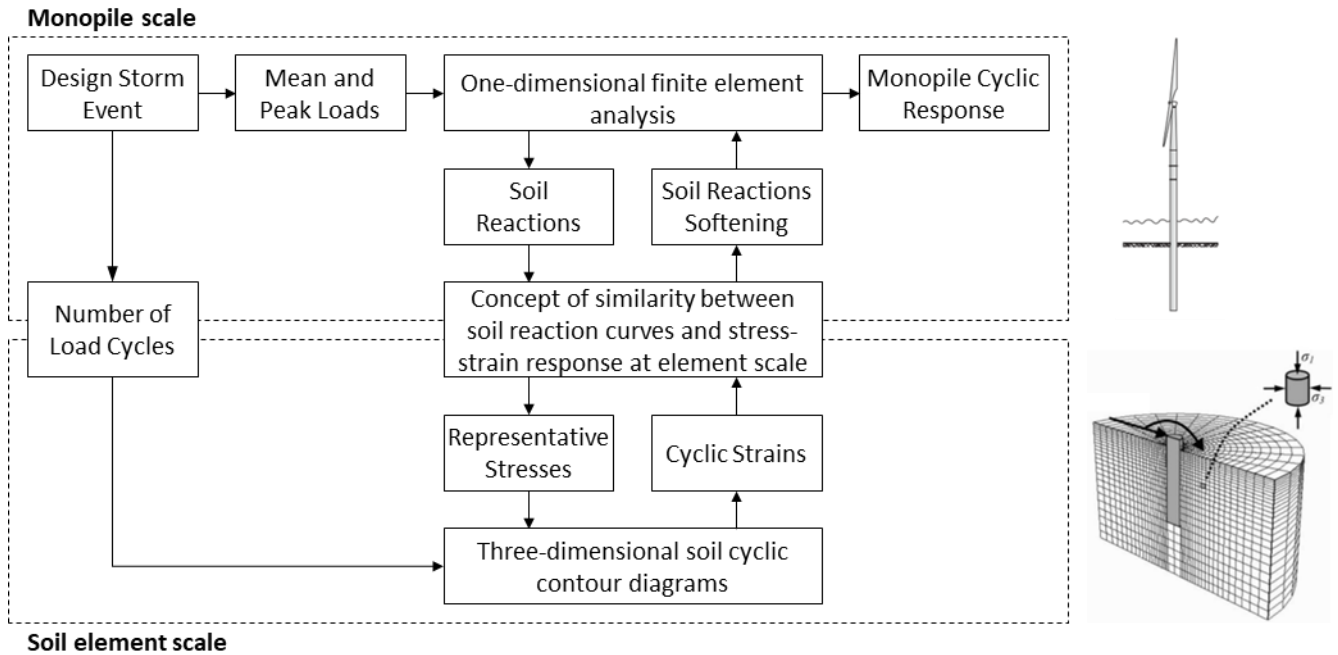 Monopile scale
Design Storm
Event
Mean and
Peak Loads
One-dimensional finite element
analysis
Monopile Cyclic
Response
Soil
Reactions
Soil Reactions
Softening
Number of
Load Cycles
Concept of similarity between
soil reaction curves and stress-
strain response at element scale
Representative
Stresses
Cyclic Strains
Three-dimensional soil cyclic
contour diagrams
Soil element scale
σ1
σ3